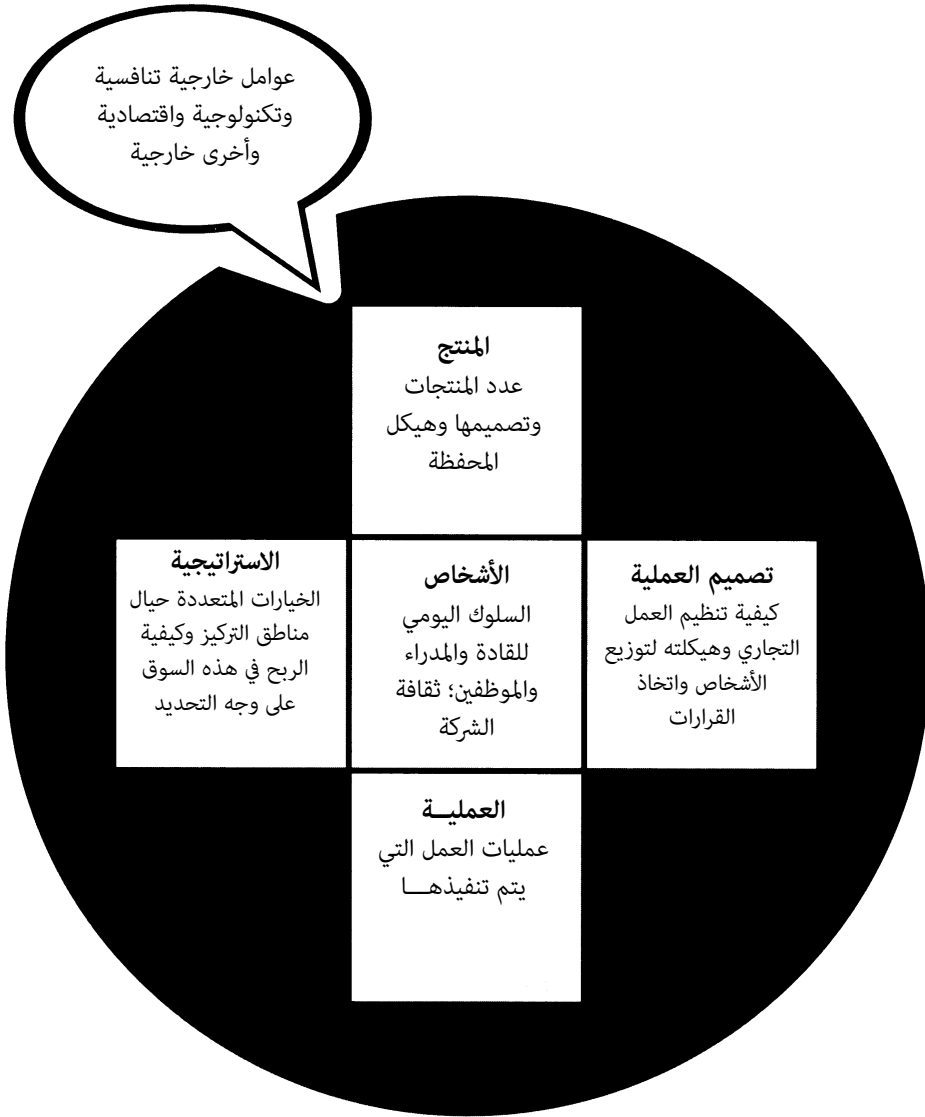 عوامل خارجية تنافسية
وتكنولوجية واقتصادية
وأخرى خارجية
المنتج
عدد المنتجات
وتصميمها وهيكل
المحفظة
تصميم العملية
كيفية تنظيم العمل
التجاري وهيكلته لتوزيع
الأشخاص واتخاذ
القرارات
الأشخاص
السلوك اليومي
للقادة والمدراء
والموظفين؛ ثقافة
الشركة
الاستراتيجية
الخيارات المتعددة حيال
مناطق التركيز وكيفية
الربح في هذه السوق
على وجه التحديد
العمليــة
عمليات العمل التي
يتم تنفيذهـــا